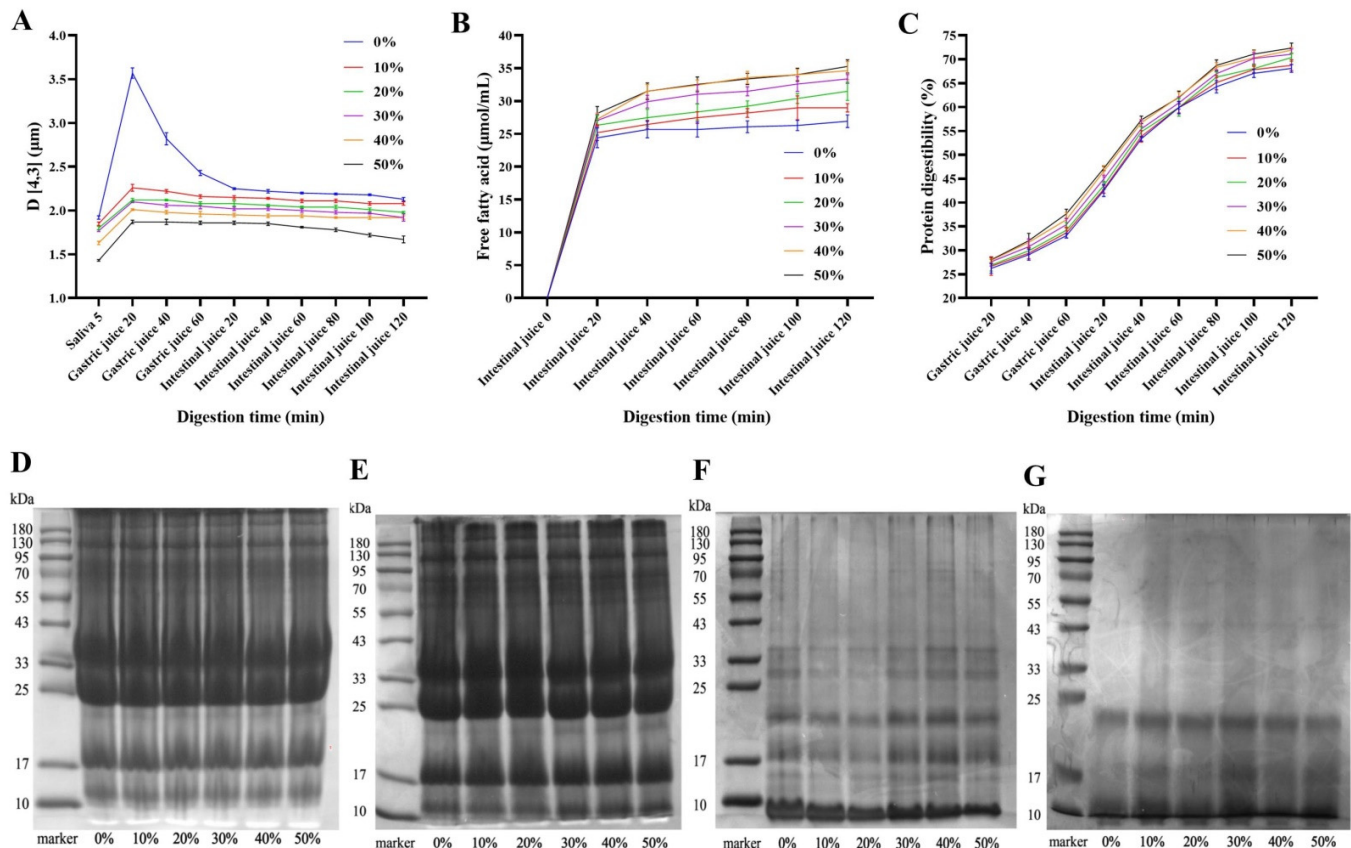 A
D [4,3] (μm)
4.0
3.5
3.0
2.5
2.0
1.5
1.0
0%
10%
20%
30%
40%
50%
Saliva 5
Gastric juice 20
Gastric juice 40
Gastric juice 60
Intestinal juice 20
Intestinal juice 40
Intestinal juice 60
Intestinal juice 80
Intestinal juice 100
Intestinal juice 120
Digestion time (min)
B
Free fatty acid (μmol/mL)
40
35
30
25
20
15
10
5
0
0%
10%
20%
30%
40%
50%
Intestinal juice 0
Intestinal juice 20
Intestinal juice 40
Intestinal juice 60
Intestinal juice 80
Intestinal juice 100
Intestinal juice 120
Digestion time (min)
C
Protein digestibility (%)
75
70
65
60
55
50
45
40
35
30
25
20
0%
10%
20%
30%
40%
50%
Gastric juice 20
Gastric juice 40
Gastric juice 60
Intestinal juice 20
Intestinal juice 40
Intestinal juice 60
Intestinal juice 80
Intestinal juice 100
Intestinal juice 120
Digestion time (min)
D
kDa
180
130
95
70
55
43
33
25
17
10
marker 0% 10% 20% 30% 40% 50%
E
kDa
180
130
95
70
55
43
33
25
17
10
marker 0% 10% 20% 30% 40% 50%
F
kDa
180
130
95
70
55
43
33
25
17
10
marker 0% 10% 20% 30% 40% 50%
G
kDa
180
130
95
70
55
43
33
25
17
10
marker 0% 10% 20% 30% 40% 50%